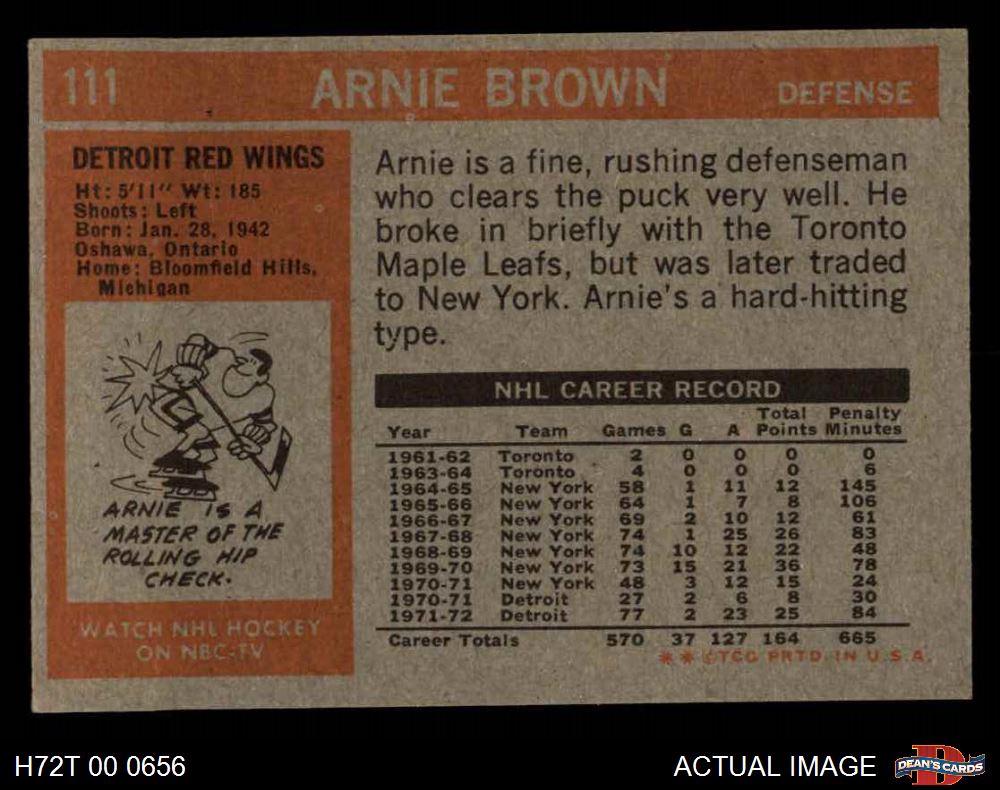 111 ARNIE BROWN DEFENSE
DETROIT RED WINGS
Ht: 5'11" Wt: 185
Shoots: Left
Born: Jan. 28, 1942
Oshawa, Ontario
Home: Bloomfield Hills,
Michigan
ARNIE IS A
MASTER OF THE
ROLLING HIP
CHECK.
WATCH NHL HOCKEY
ON NBC-TV
Arnie is a fine, rushing defenseman
who clears the puck very well. He
broke in briefly with the Toronto
Maple Leafs, but was later traded
to New York. Arnie's a hard-hitting
type.
NHL CAREER RECORD
Total Penalty
Year Team Games G A Points Minutes
1961-62 Toronto 2 0 0 0 0
1963-64 Toronto 4 0 0 0 6
1964-65 New York 58 1 11 12 145
1965-66 New York 64 1 7 8 106
1966-67 New York 69 2 10 12 61
1967-68 New York 74 1 25 26 83
1968-69 New York 74 10 12 22 48
1969-70 New York 73 15 21 36 78
1970-71 New York 48 3 12 15 24
1970-71 Detroit 27 2 6 8 30
1971-72 Detroit 77 2 23 25 84
Career Totals 570 37 127 164 665
**©TCG PRTD. IN U.S.A.
H72T 00 0656 ACTUAL IMAGE DEAN'S CARDS